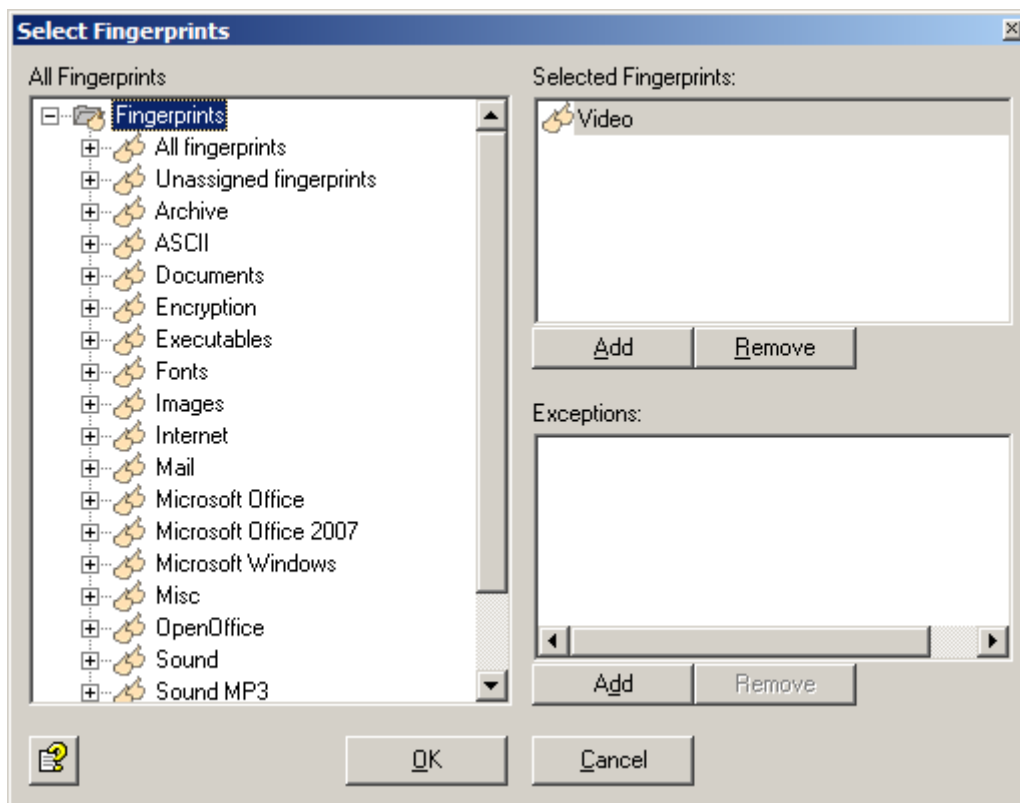 Select Fingerprints
All Fingerprints
Fingerprints
All fingerprints
Unassigned fingerprints
Archive
ASCII
Documents
Encryption
Executables
Fonts
Images
Internet
Mail
Microsoft Office
Microsoft Office 2007
Microsoft Windows
Misc
OpenOffice
Sound
Sound MP3
Selected Fingerprints:
Video
Add Remove
Exceptions:
Add Remove
OK Cancel